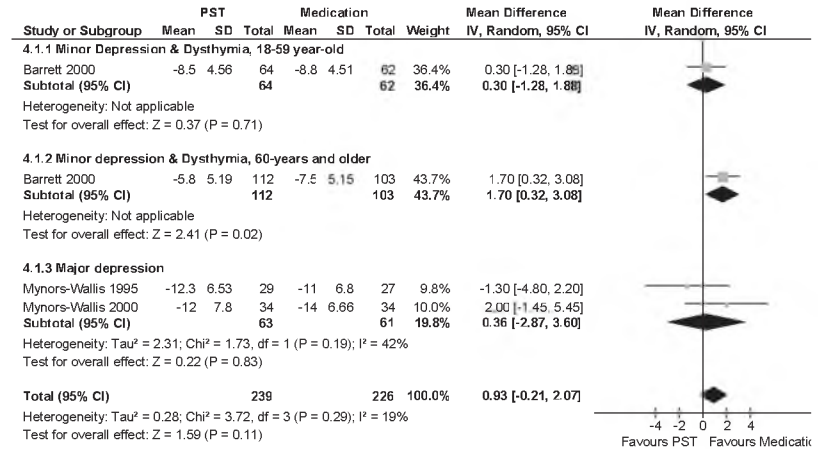 PST Medication Mean Difference Mean Difference
Study or Subgroup Mean SD Total Mean SD Total Weight IV, Random, 95% CI IV, Random, 95% CI
4.1.1 Minor Depression & Dysthymia, 18-59 year-old
Barrett 2000 -8.5 4.56 64 -8.8 4.51 62 36.4% 0.30 [-1.28, 1.88]
Subtotal (95% CI) 64 62 36.4% 0.30 [-1.28, 1.88]
Heterogeneity: Not applicable
Test for overall effect: Z = 0.37 (P = 0.71)
4.1.2 Minor depression & Dysthymia, 60-years and older
Barrett 2000 -5.8 5.19 112 -7.5 5.15 103 43.7% 1.70 [0.32, 3.08]
Subtotal (95% CI) 112 103 43.7% 1.70 [0.32, 3.08]
Heterogeneity: Not applicable
Test for overall effect: Z = 2.41 (P = 0.02)
4.1.3 Major depression
Mynors-Wallis 1995 -12.3 6.53 29 -11 6.8 27 9.8% -1.30 [-4.80, 2.20]
Mynors-Wallis 2000 -12 7.8 34 -14 6.66 34 10.0% 2.00 [-1.45, 5.45]
Subtotal (95% CI) 63 61 19.8% 0.36 [-2.87, 3.60]
Heterogeneity: Tau² = 2.31; Chi² = 1.73, df = 1 (P = 0.19); I² = 42%
Test for overall effect: Z = 0.22 (P = 0.83)
Total (95% CI) 239 226 100.0% 0.93 [-0.21, 2.07]
Heterogeneity: Tau² = 0.28; Chi² = 3.72, df = 3 (P = 0.29); I² = 19%
Test for overall effect: Z = 1.59 (P = 0.11)
-4 -2 0 2 4
Favours PST Favours Medicatic